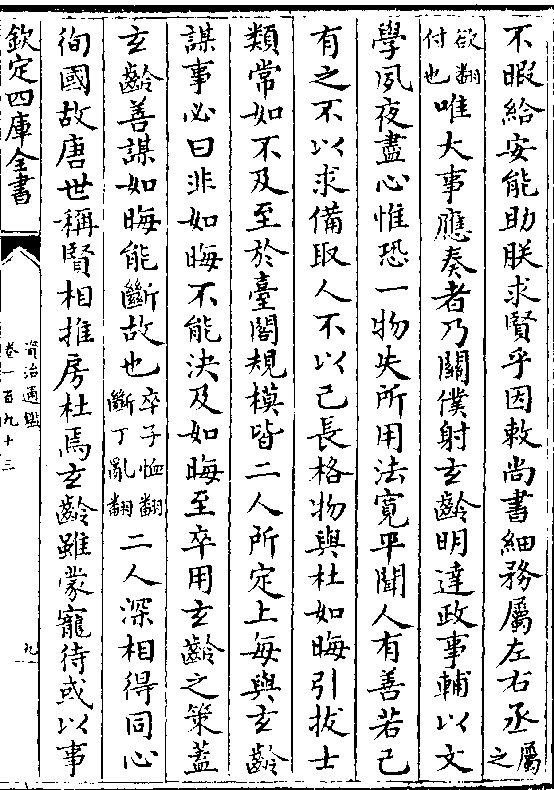 不暇給安能助朕求賢乎因敕尚書細務屬左右丞屬之
欲翻付也唯大事應奏者乃關僕射玄齡明達政事輔以文
學夙夜盡心惟恐一物失所用法寛平聞人有善若己
有之不以求備取人不以己長格物與杜如晦引拔士
類常如不及至於臺閣規模皆二人所定上每與玄齡
謀事必曰非如晦不能決及如晦至卒用玄齡之策蓋
玄齡善謀如晦能斷故也卒子恤翻斷丁亂翻二人深相得同心
徇國故唐世稱賢相推房杜焉玄齡雖蒙寵待或以事
欽定四庫全書
資治通鑑
卷一百九十三
九